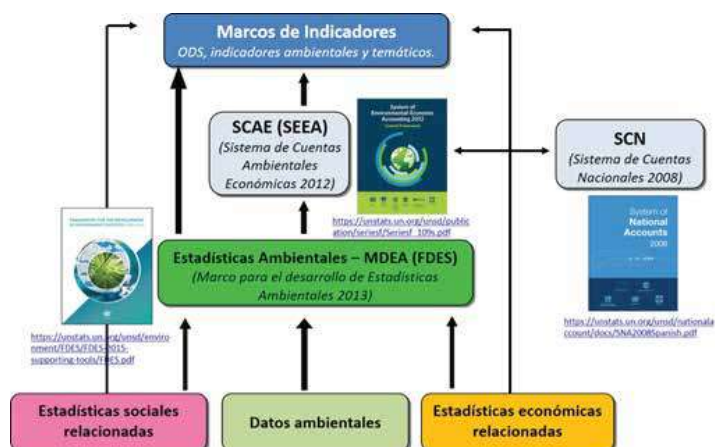 Marcos de Indicadores
ODS, indicadores ambientales y temáticos.
SCAE (SEEA)
(Sistema de Cuentas
Ambientales
Económicas 2012)
System of
Environmental-Economic
Accounting 2012
https://unstats.un.org/unsd/public
ation/seriesf/Seriesf_109s.pdf
SCN
(Sistema de Cuentas
Nacionales 2008)
System of
National
Accounts
2008
https://unstats.un.org/unsd/nationala
ccount/docs/SNA2008Spanish.pdf
Estadísticas Ambientales – MDEA (FDES)
(Marco para el desarrollo de Estadísticas
Ambientales 2013)
https://unstats.un.org/unsd/enviro
nment/FDES/FDES-2015-
supporting-tools/FDES.pdf
Estadísticas sociales
relacionadas
Datos ambientales
Estadísticas económicas
relacionadas